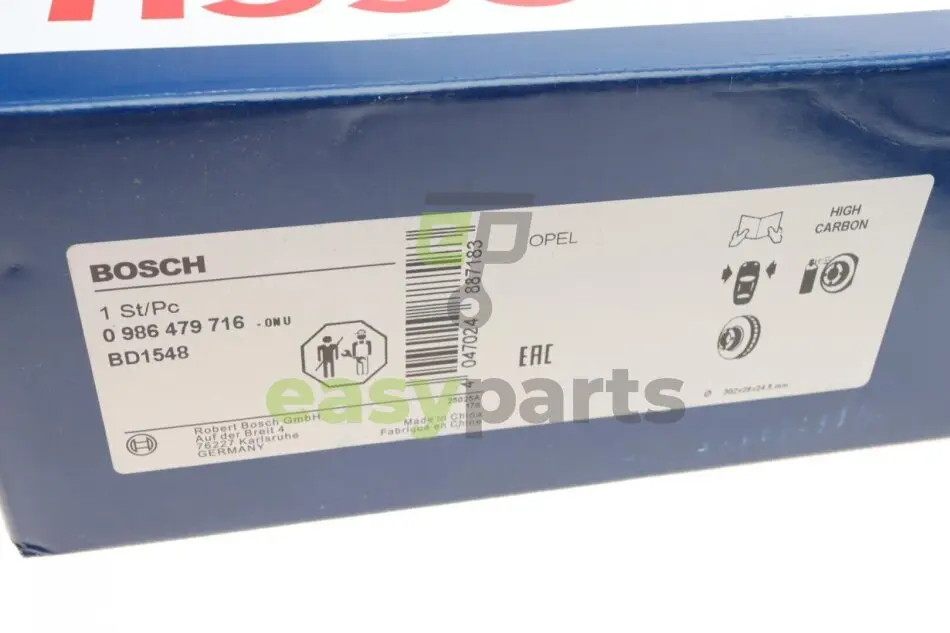 BOSCH
1 St/Pc
0 986 479 716 -0NU
BD1548
Robert Bosch GmbH
Auf der Breit 4
76227 Karlsruhe
GERMANY
4 047024 887183
Made in China
Fabriqué en Chine
OPEL
EAC
HIGH
CARBON
easyparts